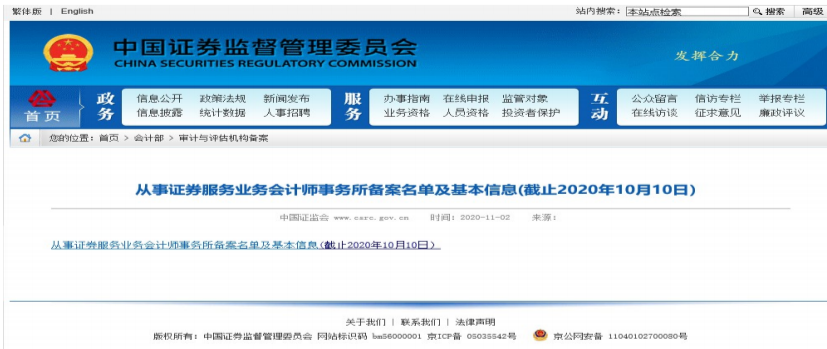 繁体版 | English 站内搜索: 本站点检索 搜索 高级
中国证券监督管理委员会
CHINA SECURITIES REGULATORY COMMISSION
发挥合力
首页
政务
信息公开 政策法规 新闻发布
信息披露 统计数据 人事招聘
服务
办事指南 在线申报 监管对象
业务资格 人员资格 投资者保护
互动
公众留言 信访专栏 举报专栏
在线访谈 征求意见 廉政评议
您的位置: 首页 > 会计部 > 审计与评估机构备案
从事证券服务业务会计师事务所备案名单及基本信息(截止2020年10月10日)
中国证监会 www.csrc.gov.cn 时间: 2020-11-02 来源:
从事证券服务业务会计师事务所备案名单及基本信息(截止2020年10月10日)
关于我们 | 联系我们 | 法律声明
版权所有: 中国证券监督管理委员会 网站标识码 bm56000001 京ICP备 05035542号 京公网安备 11040102700080号